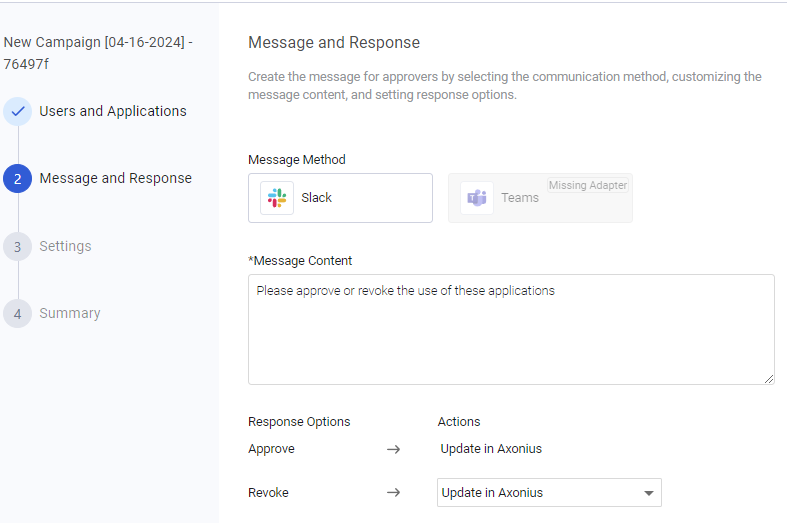 New Campaign [04-16-2024] -
76497f
Users and Applications
2 Message and Response
3 Settings
4 Summary
Message and Response
Create the message for approvers by selecting the communication method, customizing the
message content, and setting response options.
Message Method
Slack
Teams Missing Adapter
*Message Content
Please approve or revoke the use of these applications
Response Options Actions
Approve → Update in Axonius
Revoke → Update in Axonius